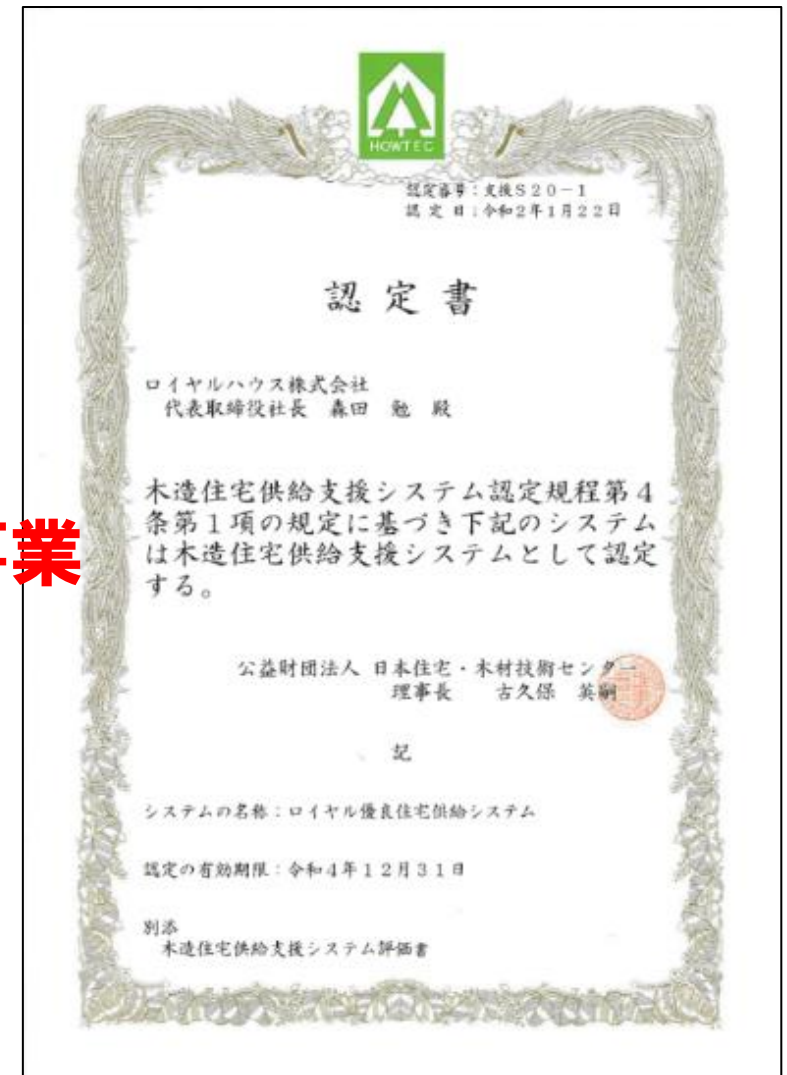 HOWTEC
認定番号：支援S20－1
認定日：令和2年1月22日
認定書
ロイヤルハウス株式会社
代表取締役社長 森田 勉 殿
木造住宅供給支援システム認定規程第4
条第1項の規定に基づき下記のシステム
は木造住宅供給支援システムとして認定
する。
業
公益財団法人 日本住宅・木材技術センター
理事長 古久保 英嗣
記
システムの名称：ロイヤル優良住宅供給システム
認定の有効期限：令和4年12月31日
別添
木造住宅供給支援システム評価書